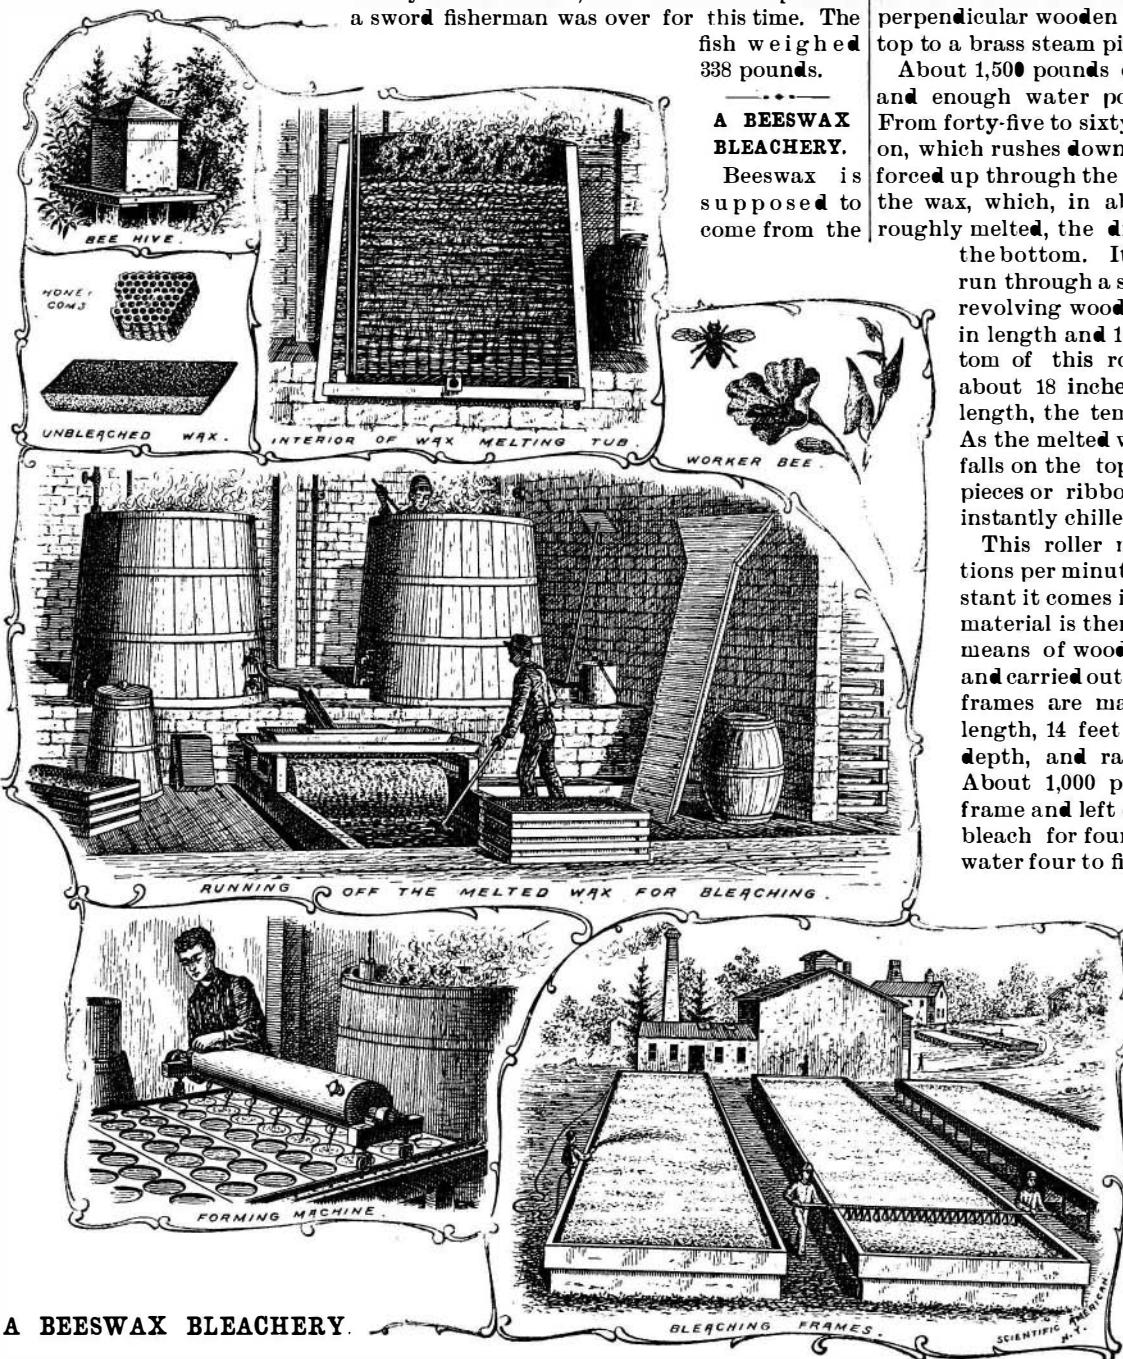 a sword fisherman was over for this time. The
fish weighed
338 pounds.
A BEESWAX
BLEACHERY.
Beeswax is
supposed to
come from the
perpendicular wooden
top to a brass steam pi
About 1,500 pounds
and enough water po
From forty-five to sixty
on, which rushes down
forced up through the
the wax, which, in ab
roughly melted, the di
the bottom. It
run through a s
revolving wood
in length and 1
tom of this ro
about 18 inche
length, the tem
As the melted w
falls on the top
pieces or ribbo
instantly chille
This roller
tions per minut
stant it comes i
material is then
means of wood
and carried out
frames are ma
length, 14 feet
depth, and ra
About 1,000 p
frame and left
bleach for four
water four to fi
BEE HIVE.
HONEY
COMB
UNBLEACHED WAX.
INTERIOR OF WAX MELTING TUB.
WORKER BEE.
RUNNING OFF THE MELTED WAX FOR BLEACHING.
FORMING MACHINE.
BLEACHING FRAMES.
SCIENTIFIC AMERICAN
N.Y.
A BEESWAX BLEACHERY.